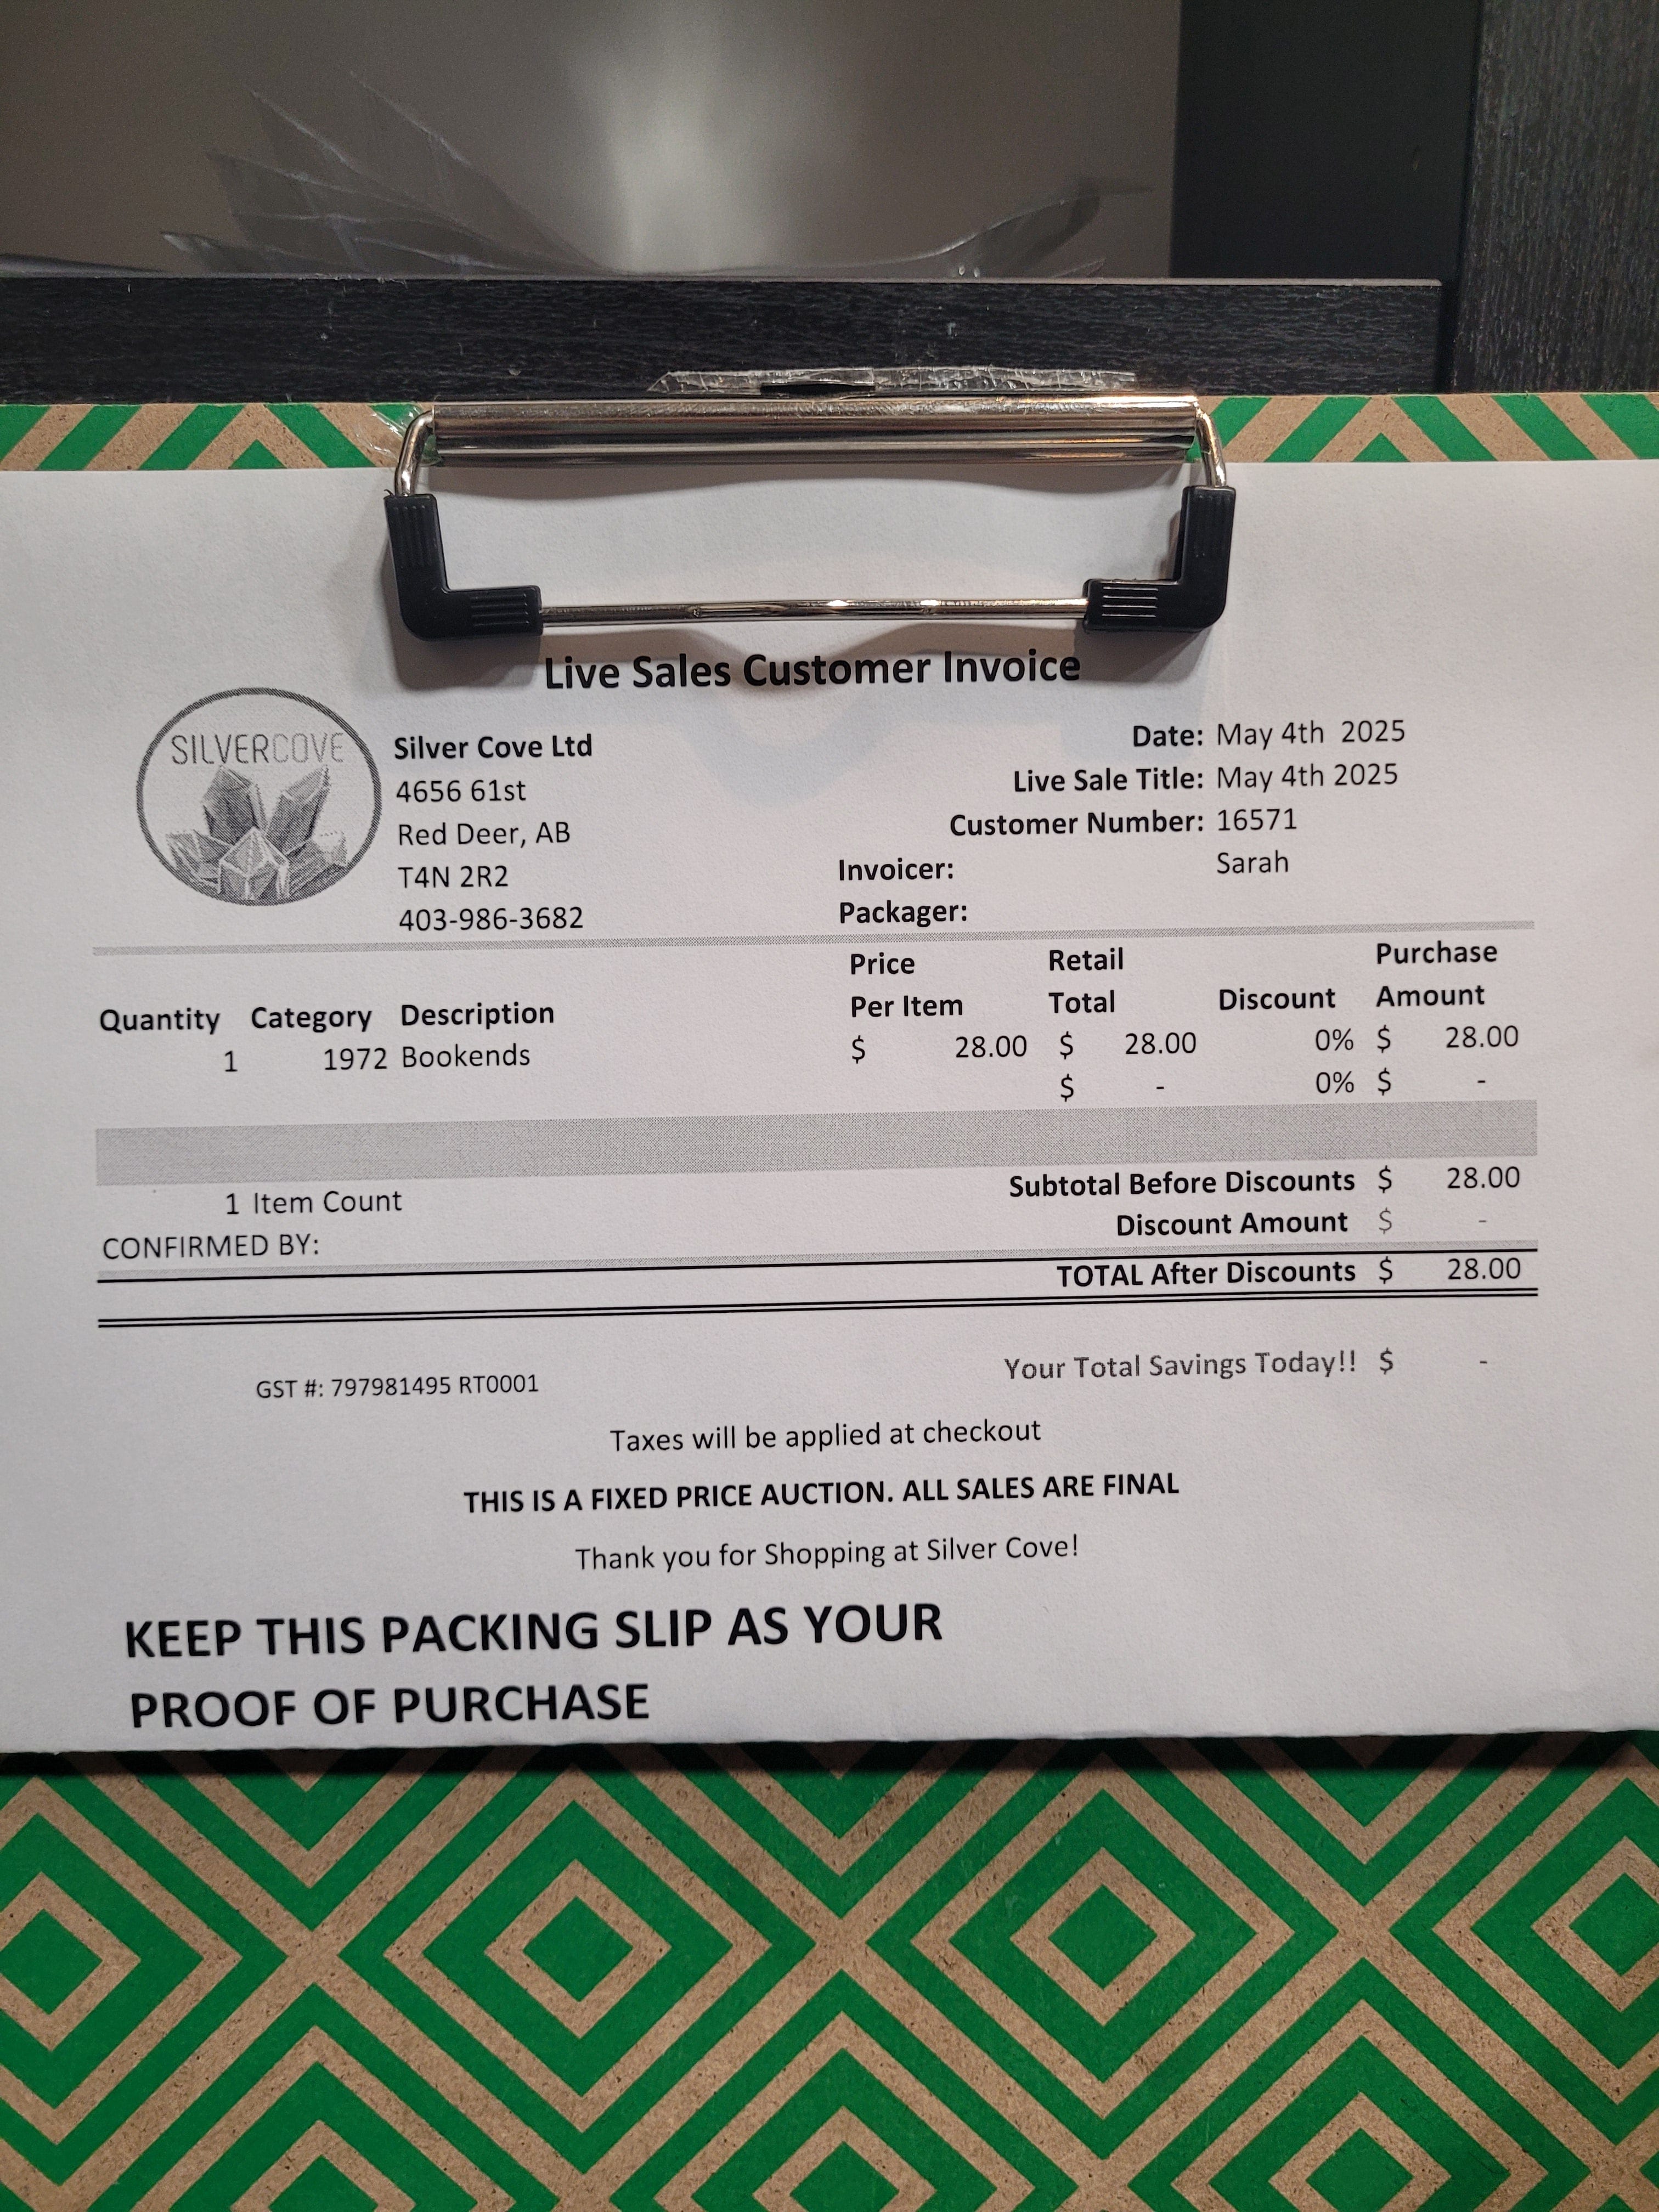 Live Sales Customer Invoice
SILVERCOVE
Silver Cove Ltd
4656 61st
Red Deer, AB
T4N 2R2
403-986-3682
Date: May 4th 2025
Live Sale Title: May 4th 2025
Customer Number: 16571
Invoicer: Sarah
Packager:
Quantity Category Description Price Per Item Retail Total Discount Purchase Amount
1 1972 Bookends $ 28.00 $ 28.00 0% $ 28.00
$ - 0% $ -
1 Item Count
CONFIRMED BY:
Subtotal Before Discounts $ 28.00
Discount Amount $ -
TOTAL After Discounts $ 28.00
Your Total Savings Today!! $ -
GST #: 797981495 RT0001
Taxes will be applied at checkout
THIS IS A FIXED PRICE AUCTION. ALL SALES ARE FINAL
Thank you for Shopping at Silver Cove!
KEEP THIS PACKING SLIP AS YOUR
PROOF OF PURCHASE